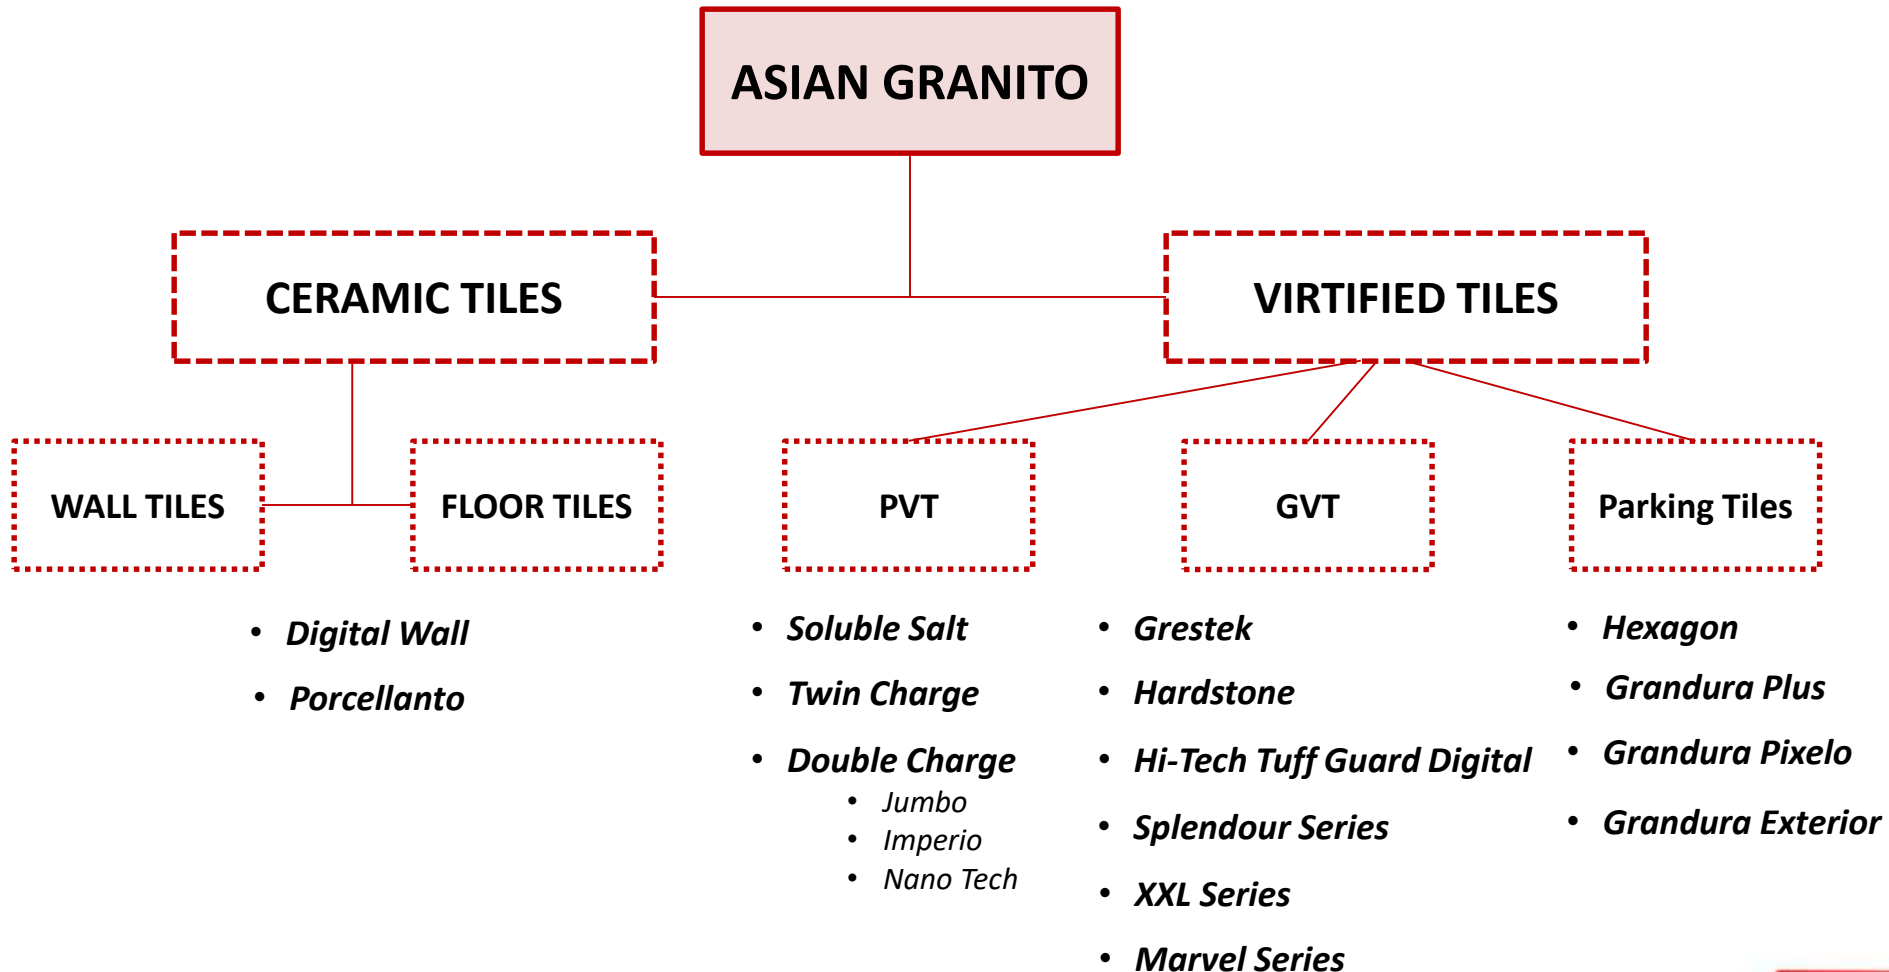 ASIAN GRANITO
CERAMIC TILES
VIRTIFIED TILES
WALL TILES
FLOOR TILES
PVT
GVT
Parking Tiles
• Digital Wall
• Porcellanto
• Soluble Salt
• Twin Charge
• Double Charge
• Jumbo
• Imperio
• Nano Tech
• Grestek
• Hardstone
• Hi-Tech Tuff Guard Digital
• Splendour Series
• XXL Series
• Marvel Series
• Hexagon
• Grandura Plus
• Grandura Pixelo
• Grandura Exterior